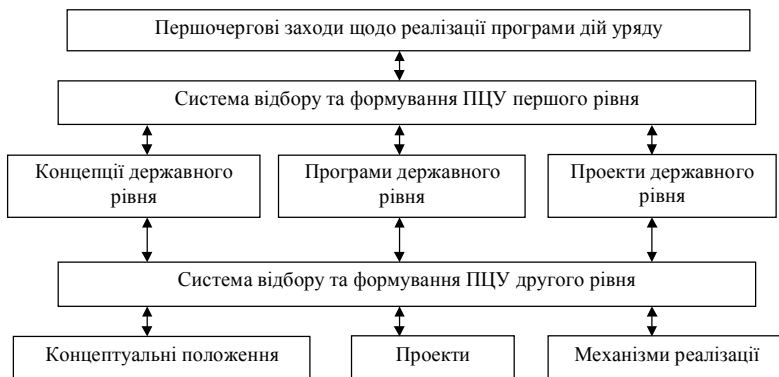 Першочергові заходи щодо реалізації програми дій уряду
Система відбору та формування ПЦУ першого рівня
Концепції державного
рівня
Програми державного
рівня
Проекти державного
рівня
Система відбору та формування ПЦУ другого рівня
Концептуальні положення
Проекти
Механізми реалізації